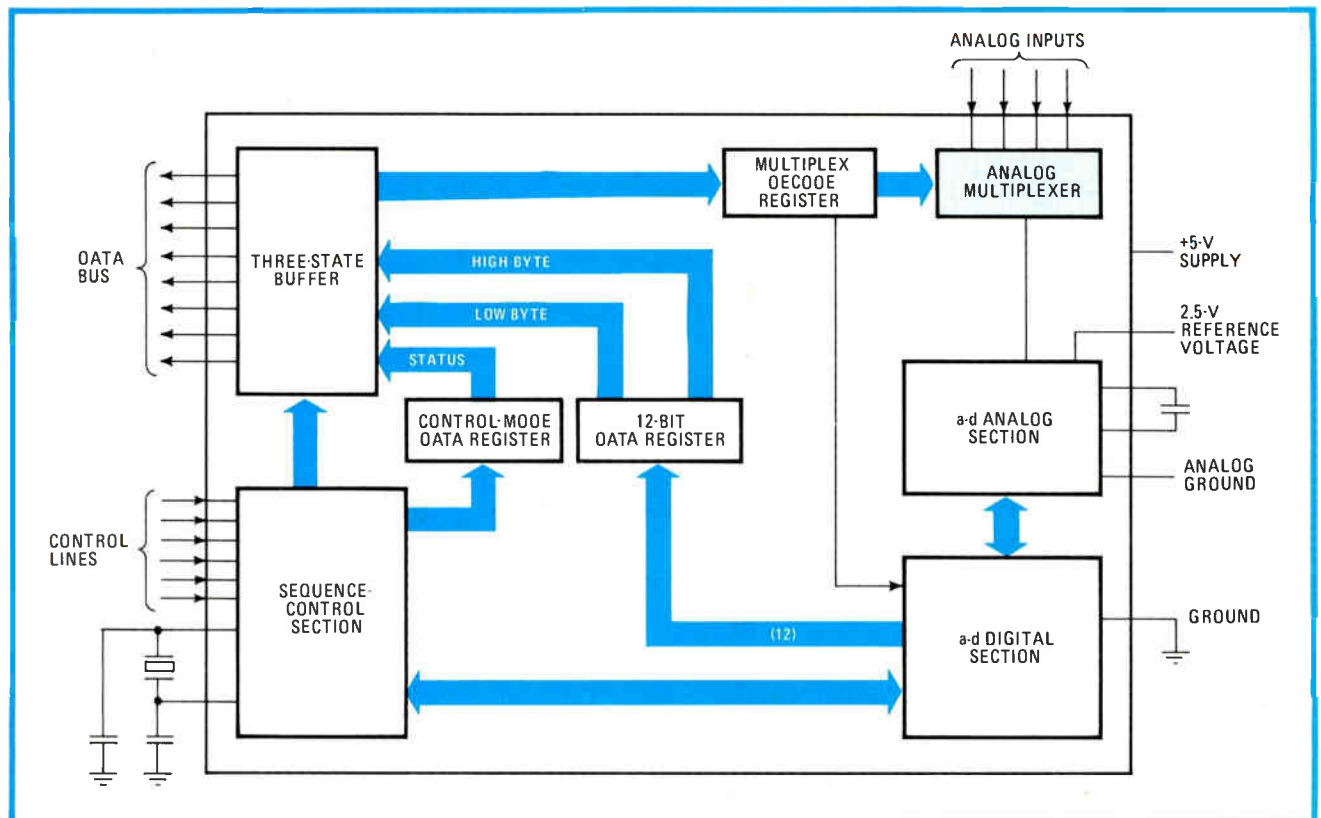 ANALOG INPUTS
MULTIPLEX
OECOOE
REGISTER
ANALOG
MULTIPLEXER
OATA
BUS
THREE-STATE
BUFFER
HIGH BYTE
LOW BYTE
STATUS
+5-V
SUPPLY
2.5-V
REFERENCE
VOLTAGE
CONTROL-MOOE
OATA REGISTER
12-BIT
OATA REGISTER
a-d ANALOG
SECTION
ANALOG
GROUND
CONTROL
LINES
SEQUENCE-
CONTROL
SECTION
(12)
a-d DIGITAL
SECTION
GROUND